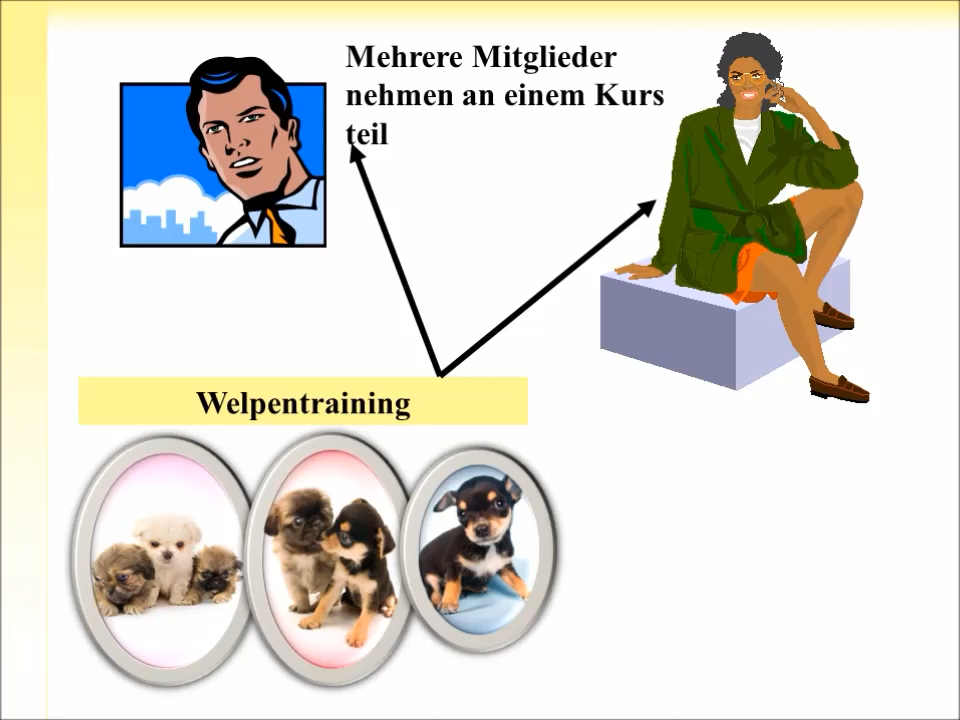 Mehrere Mitglieder
nehmen an einem Kurs
teil
Welpentraining